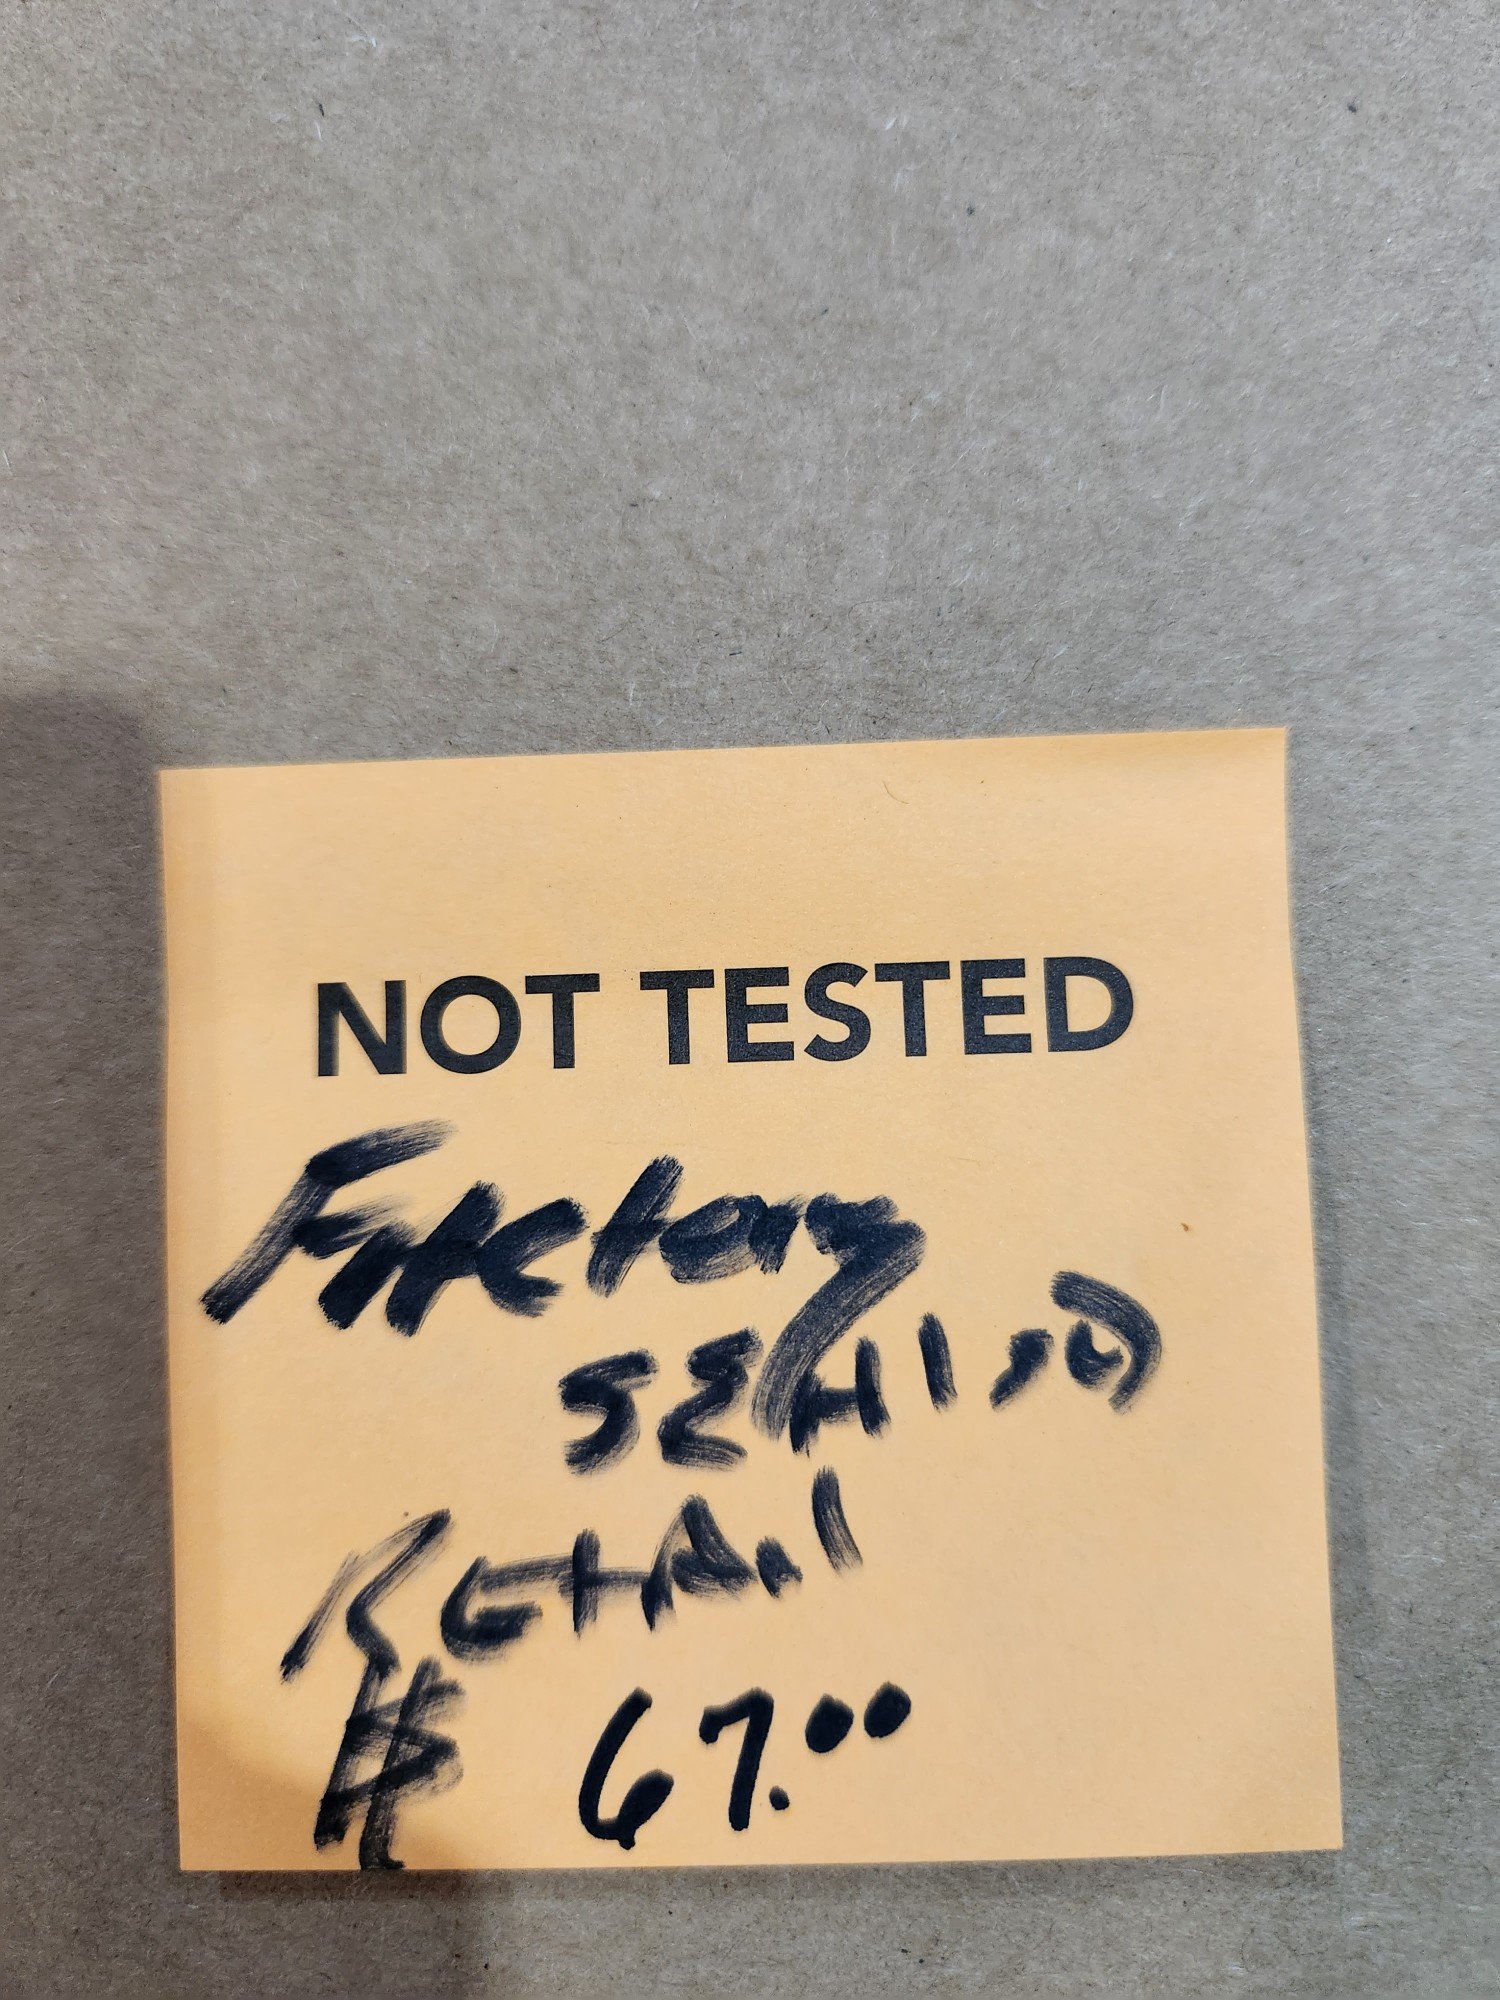 NOT TESTED
Factory
SEALED
RetAil
$ 67.00